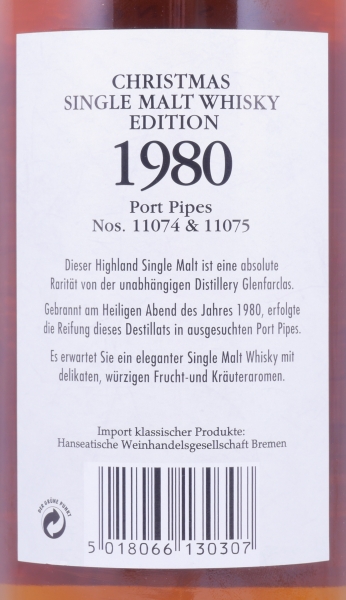 CHRISTMAS
SINGLE MALT WHISKY
EDITION
1980
Port Pipes
Nos. 11074 & 11075
Dieser Highland Single Malt ist eine absolute
Rarität von der unabhängigen Distillery Glenfarclas.
Gebrannt am Heiligen Abend des Jahres 1980, erfolgte
die Reifung dieses Destillats in ausgesuchten Port Pipes.
Es erwartet Sie ein eleganter Single Malt Whisky mit
delikaten, würzigen Frucht-und Kräuteraromen.
Import klassischer Produkte:
Hanseatische Weinhandelsgesellschaft Bremen
DER GRÜNE PUNKT
5 018066 130307